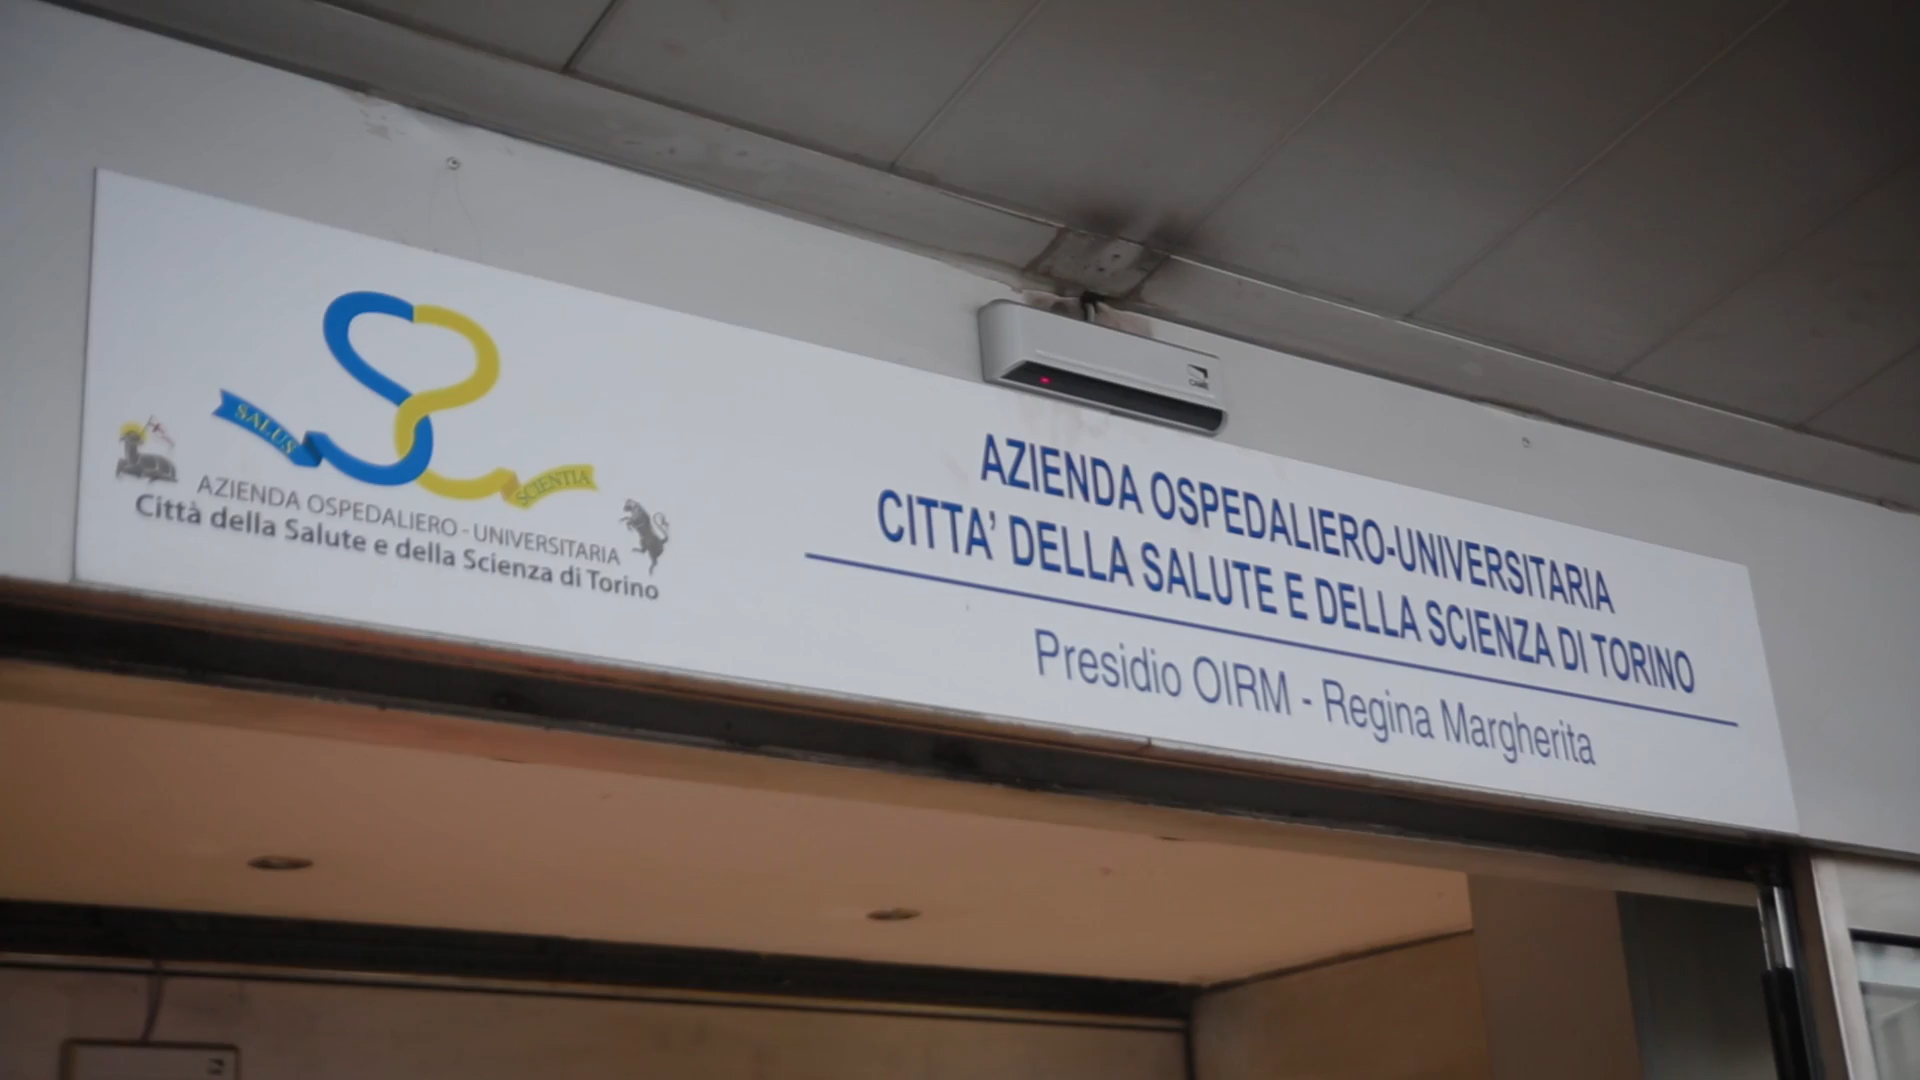 SALUS
SCIENTIA
AZIENDA OSPEDALIERO - UNIVERSITARIA
Città della Salute e della Scienza di Torino
CAME
AZIENDA OSPEDALIERO-UNIVERSITARIA
CITTA' DELLA SALUTE E DELLA SCIENZA DI TORINO
Presidio OIRM - Regina Margherita